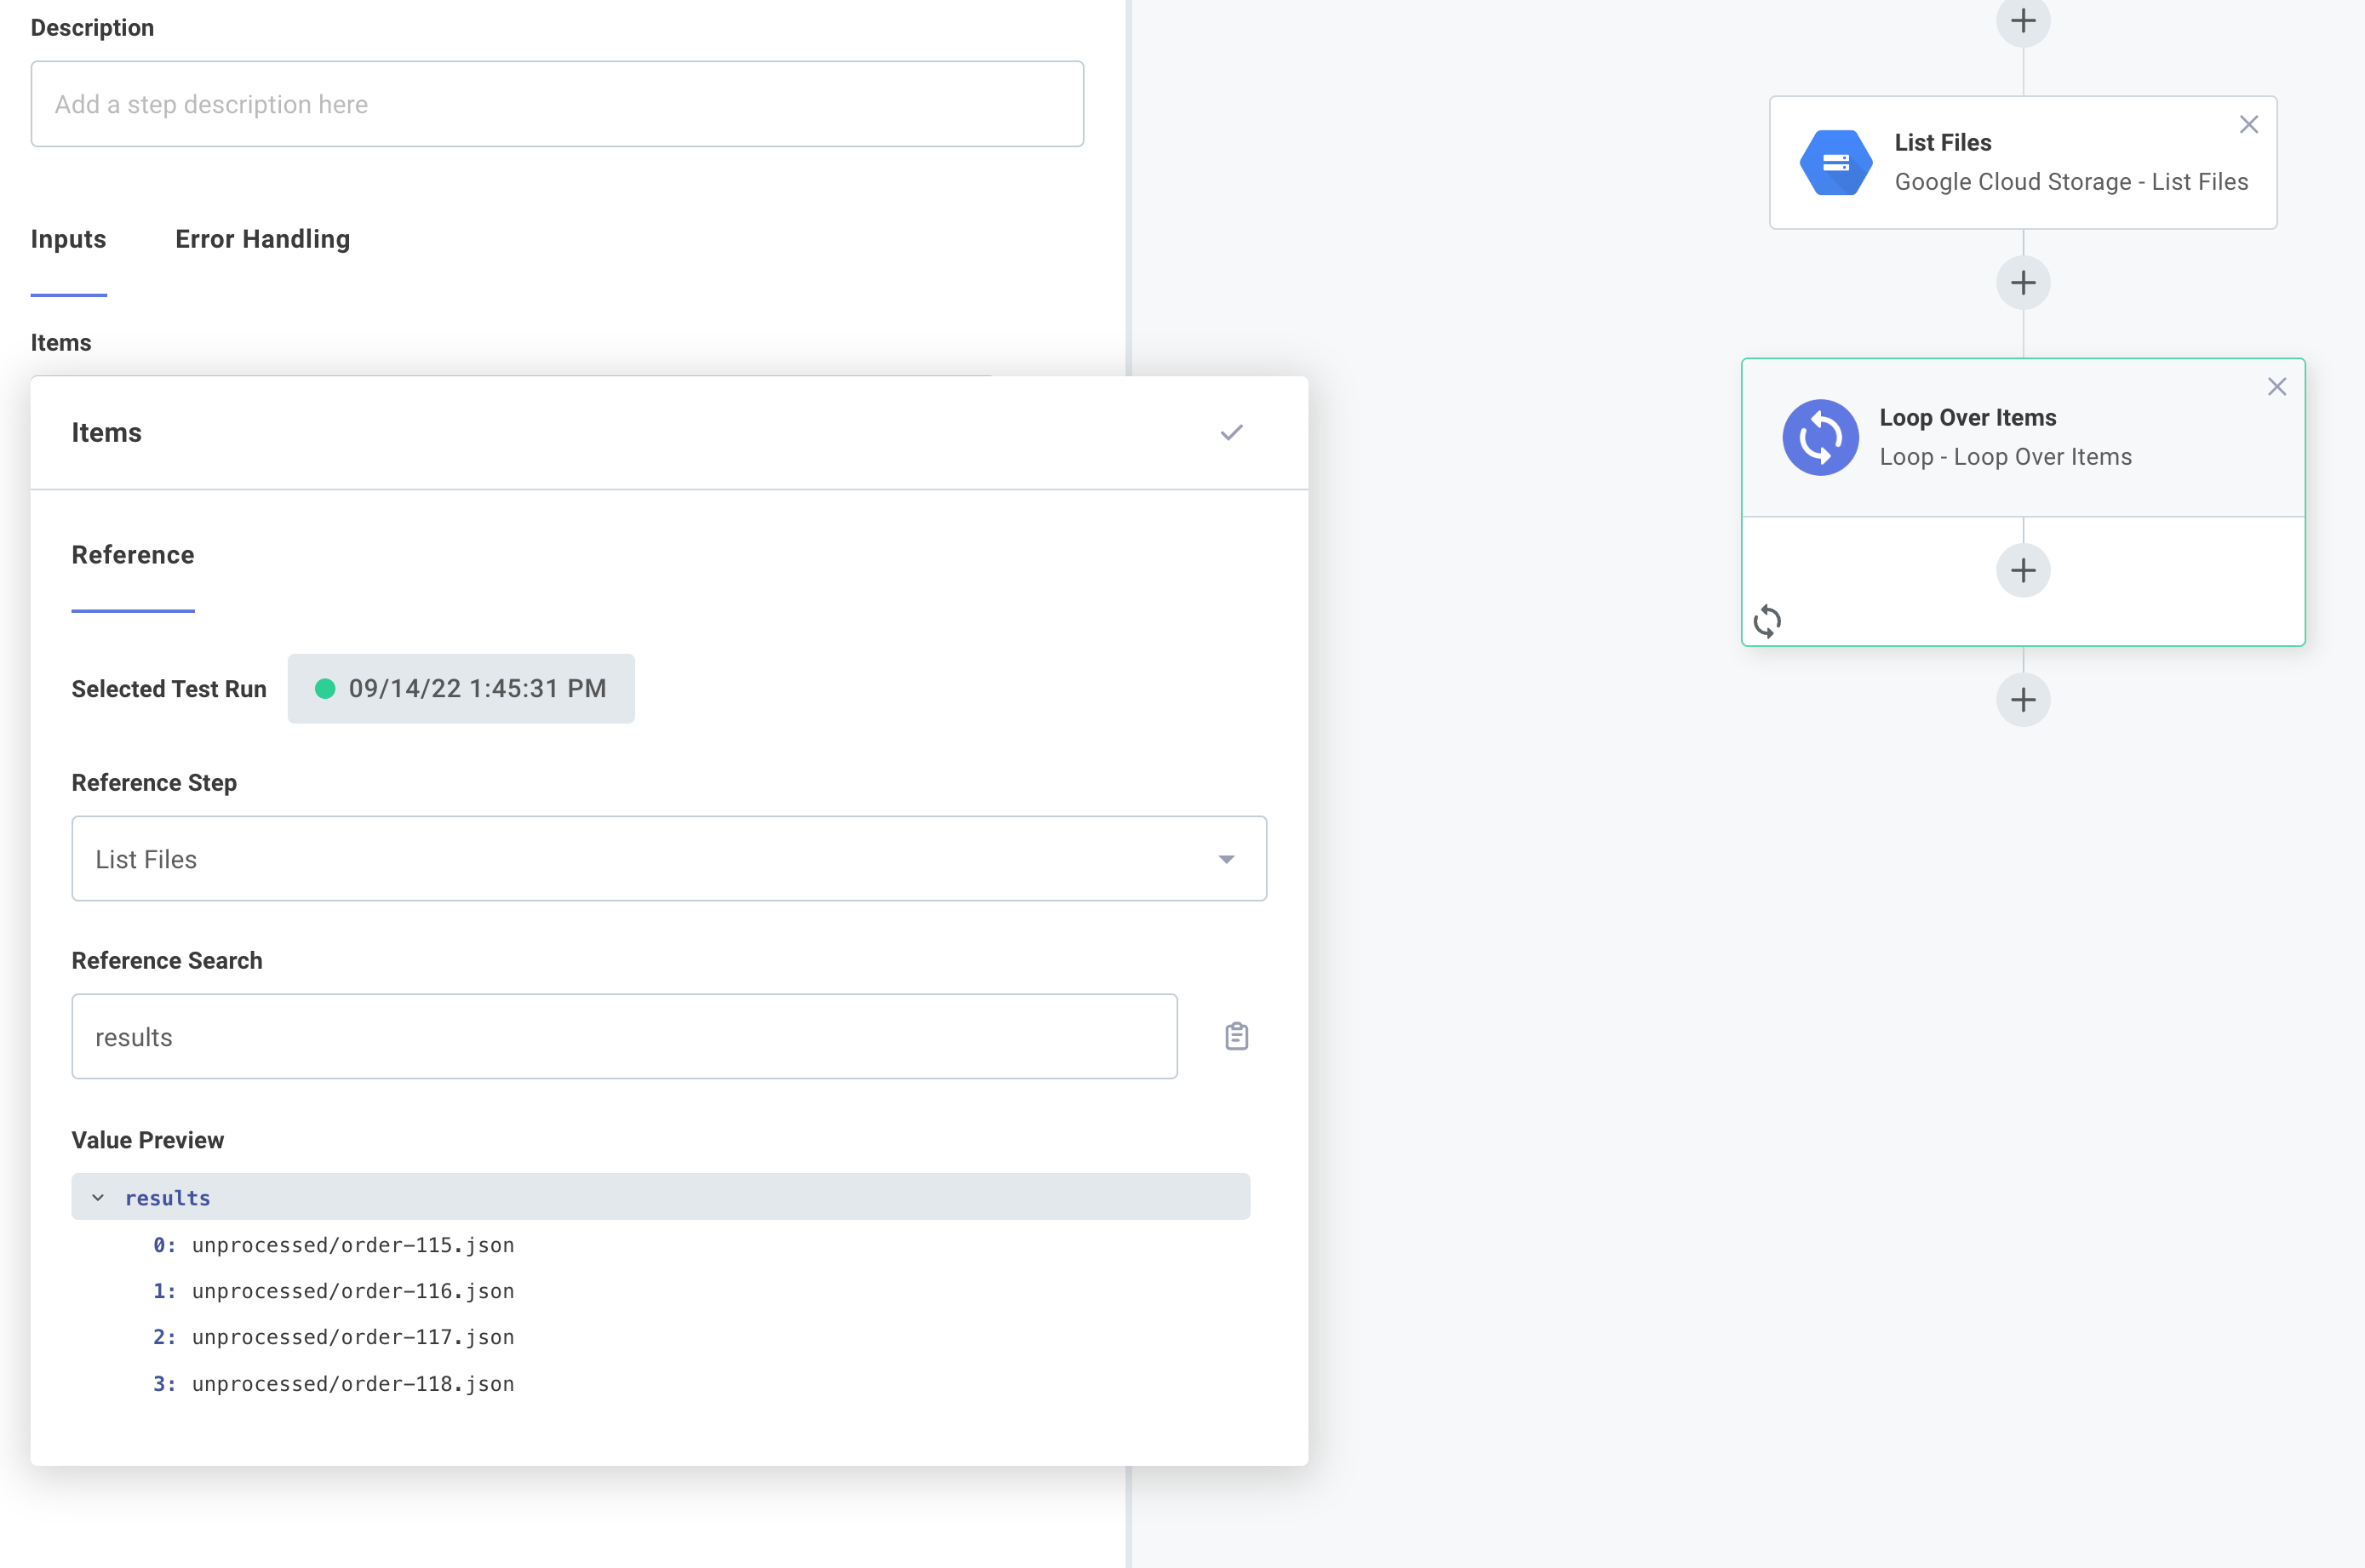 Description
Add a step description here
Inputs Error Handling
Items
Items
Reference
Selected Test Run 09/14/22 1:45:31 PM
Reference Step
List Files
Reference Search
results
Value Preview
results
0: unprocessed/order-115.json
1: unprocessed/order-116.json
2: unprocessed/order-117.json
3: unprocessed/order-118.json
List Files
Google Cloud Storage - List Files
Loop Over Items
Loop - Loop Over Items